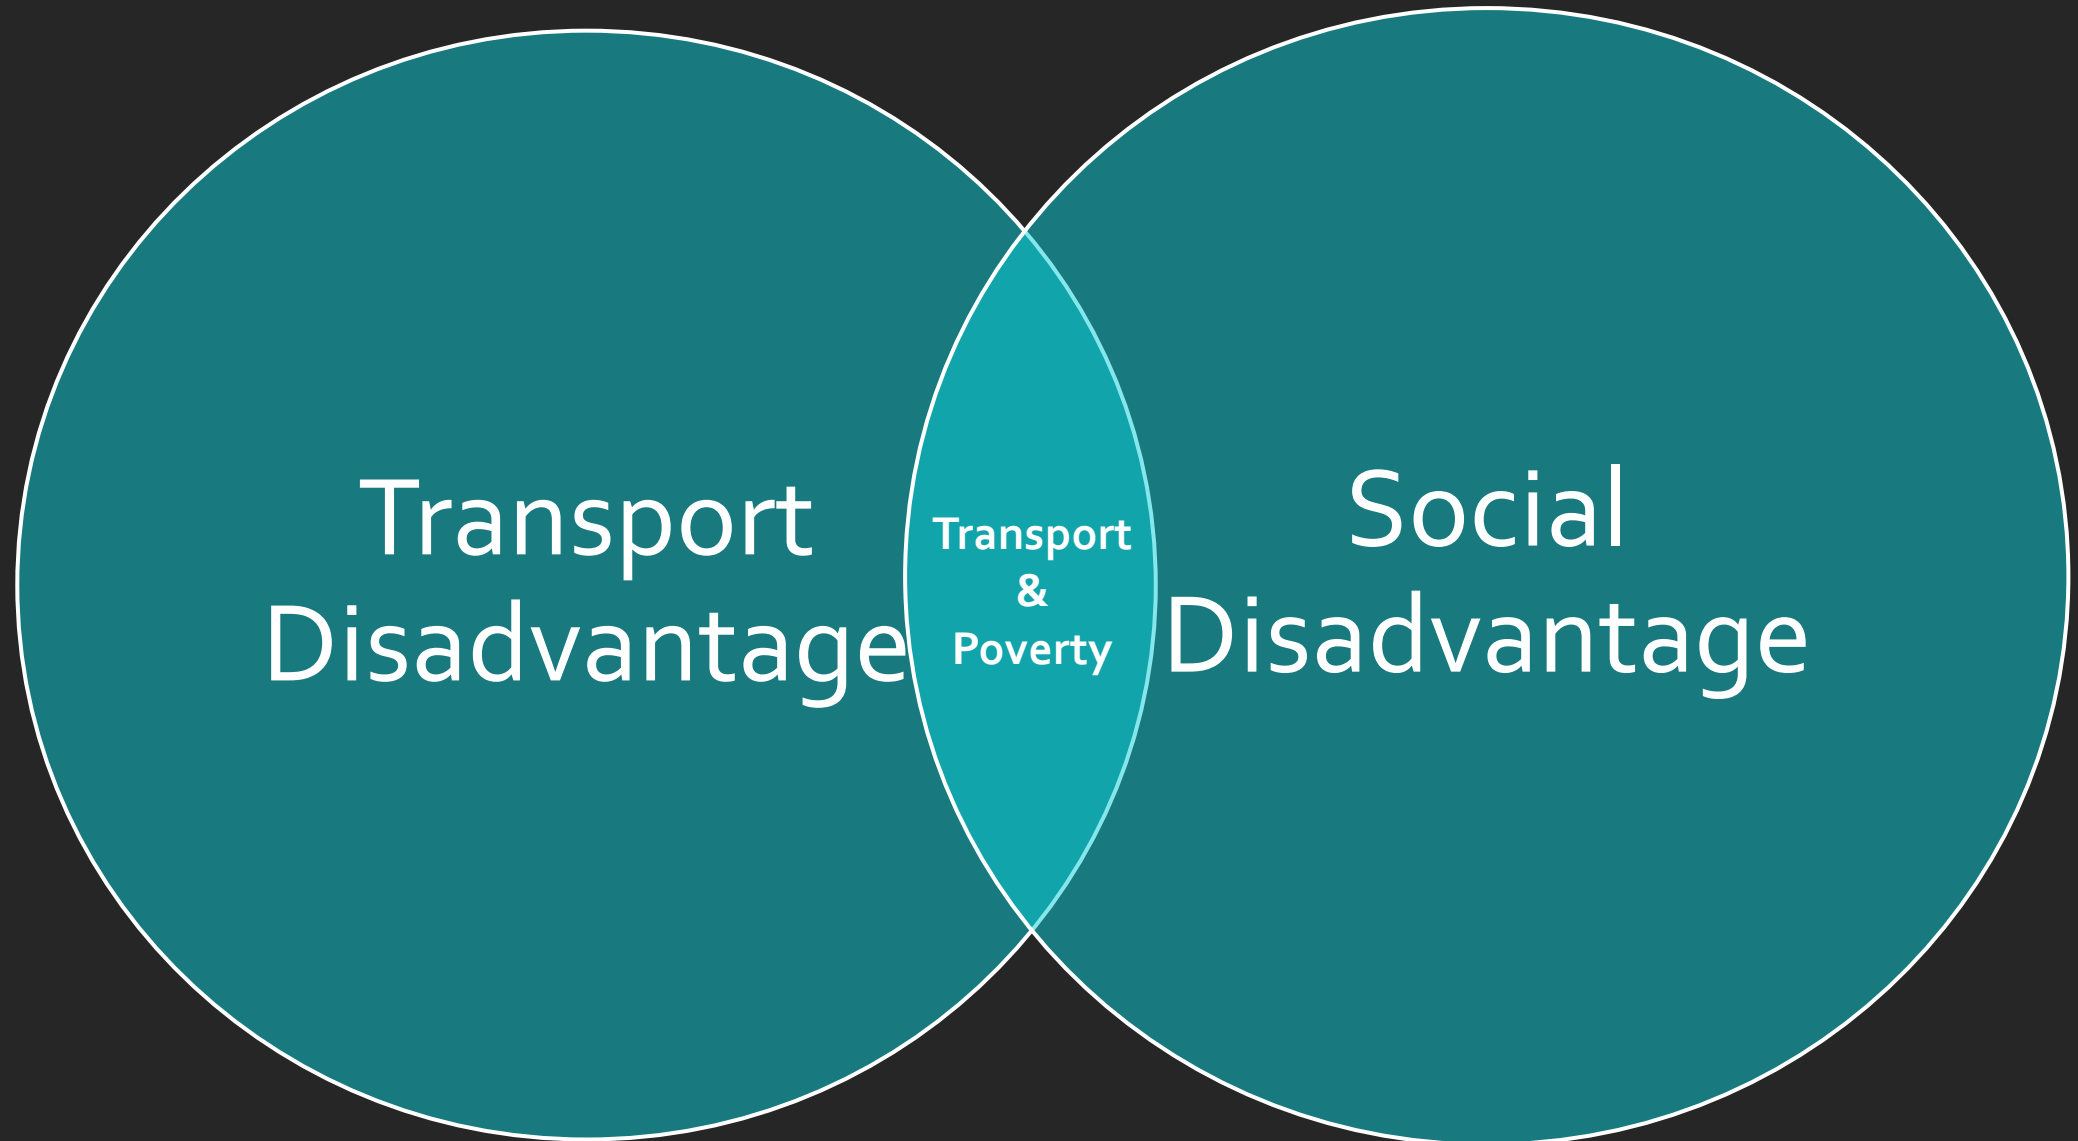 Transport
Disadvantage
Transport
&
Poverty
Social
Disadvantage